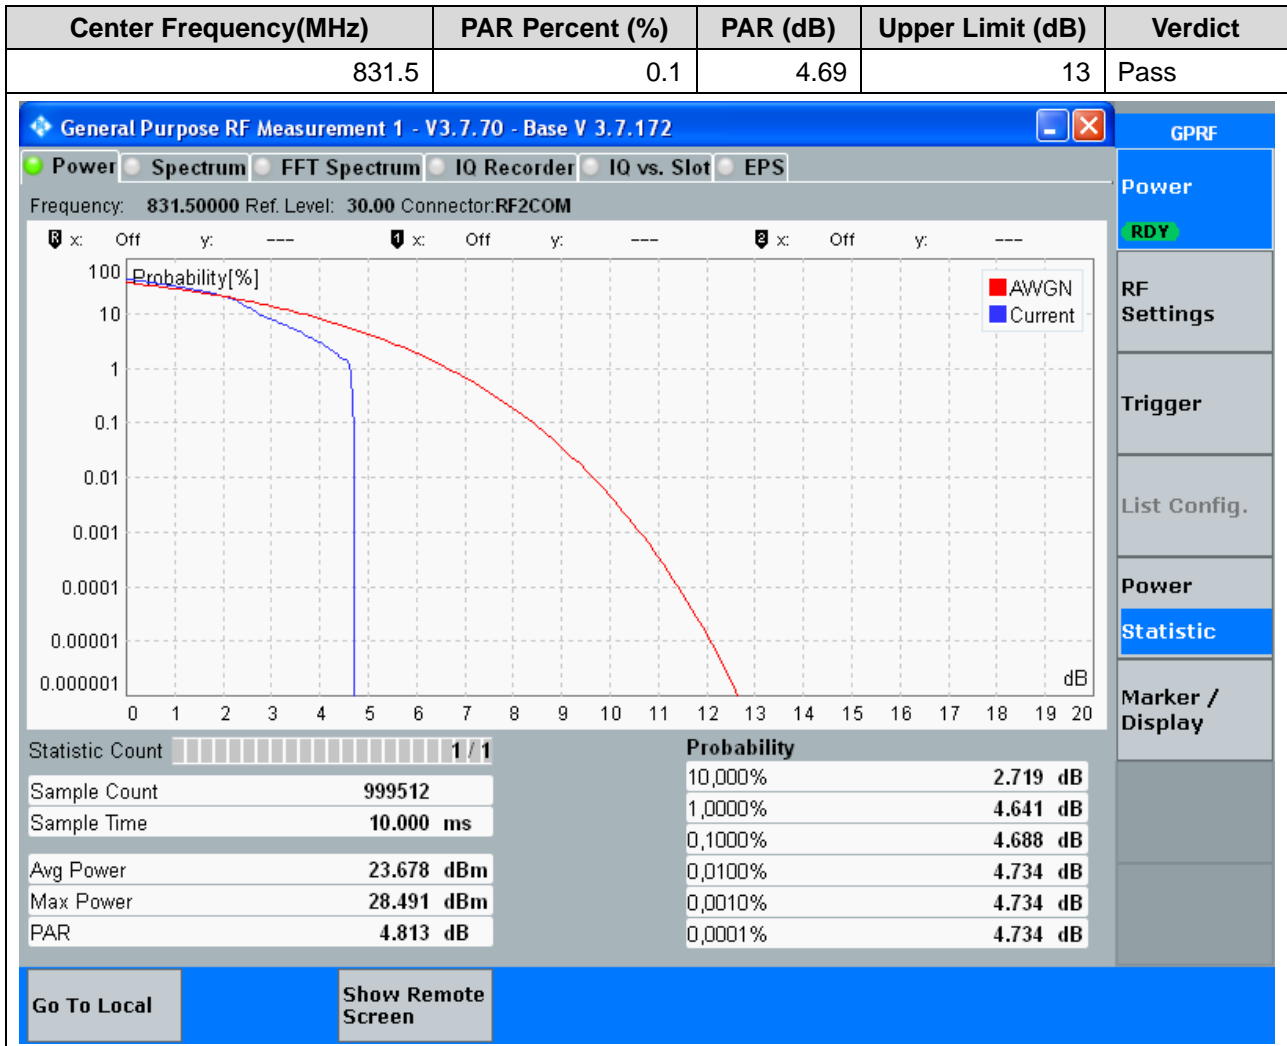 Center Frequency(MHz) PAR Percent (%) PAR (dB) Upper Limit (dB) Verdict
831.5 0.1 4.69 13 Pass
General Purpose RF Measurement 1 - V3.7.70 - Base V 3.7.172
GPRF
Power Spectrum FFT Spectrum IQ Recorder IQ vs. Slot EPS
Power
RDY
Frequency: 831.50000 Ref. Level: 30.00 Connector:RF2COM
R x: Off y: --- 1 x: Off y: --- 2 x: Off y: ---
Probability[%]
AWGN
Current
100
10
1
0.1
0.01
0.001
0.0001
0.00001
0.000001
dB
0 1 2 3 4 5 6 7 8 9 10 11 12 13 14 15 16 17 18 19 20
RF
Settings
Trigger
List Config.
Power
Statistic
Marker /
Display
Statistic Count 1 / 1
Sample Count 999512
Sample Time 10.000 ms
Avg Power 23.678 dBm
Max Power 28.491 dBm
PAR 4.813 dB
Probability
10,000% 2.719 dB
1,0000% 4.641 dB
0,1000% 4.688 dB
0,0100% 4.734 dB
0,0010% 4.734 dB
0,0001% 4.734 dB
Go To Local
Show Remote
Screen